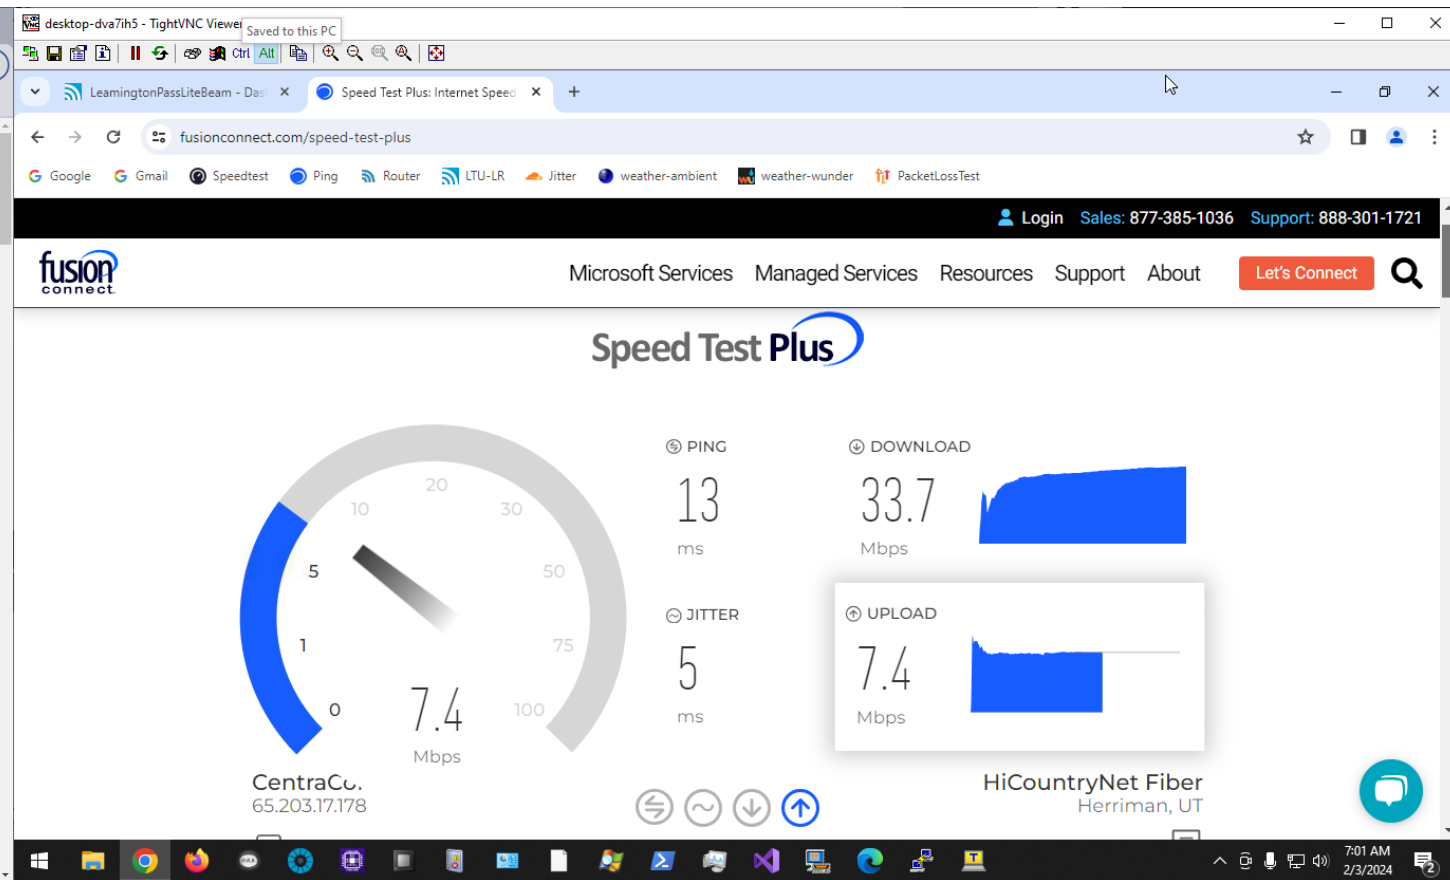 desktop-dva7ih5 - TightVNC Viewer
Saved to this PC
Ctrl Alt
LeamingtonPassLiteBeam - Das
Speed Test Plus: Internet Speed
fusionconnect.com/speed-test-plus
Google Gmail Speedtest Ping Router LTU-LR Jitter weather-ambient weather-wunder PacketLossTest
Login Sales: 877-385-1036 Support: 888-301-1721
fusion
connect
Microsoft Services Managed Services Resources Support About Let's Connect
Speed Test Plus
PING
13
ms
DOWNLOAD
33.7
Mbps
JITTER
5
ms
UPLOAD
7.4
Mbps
0
1
5
10
20
30
50
75
100
7.4
Mbps
CentraCo.
65.203.17.178
HiCountryNet Fiber
Herriman, UT
7:01 AM
2/3/2024
2